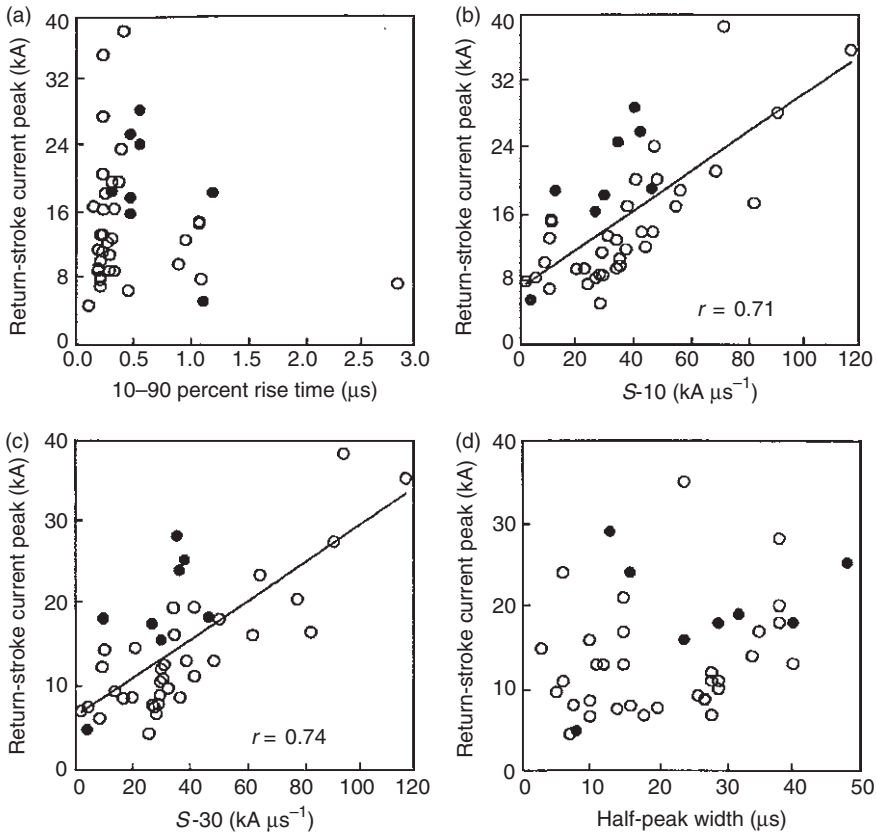 (a)
Return-stroke current peak (kA)
40
32
24
16
8
0
0.0 0.5 1.0 1.5 2.0 2.5 3.0
10–90 percent rise time (μs)
(b)
Return-stroke current peak (kA)
40
32
24
16
8
0
r = 0.71
0 20 40 60 80 100 120
S-10 (kA μs⁻¹)
(c)
Return-stroke current peak (kA)
40
30
20
10
0
r = 0.74
0 20 40 60 80 100 120
S-30 (kA μs⁻¹)
(d)
Return-stroke current peak (kA)
40
30
20
10
0
0 10 20 30 40 50
Half-peak width (μs)